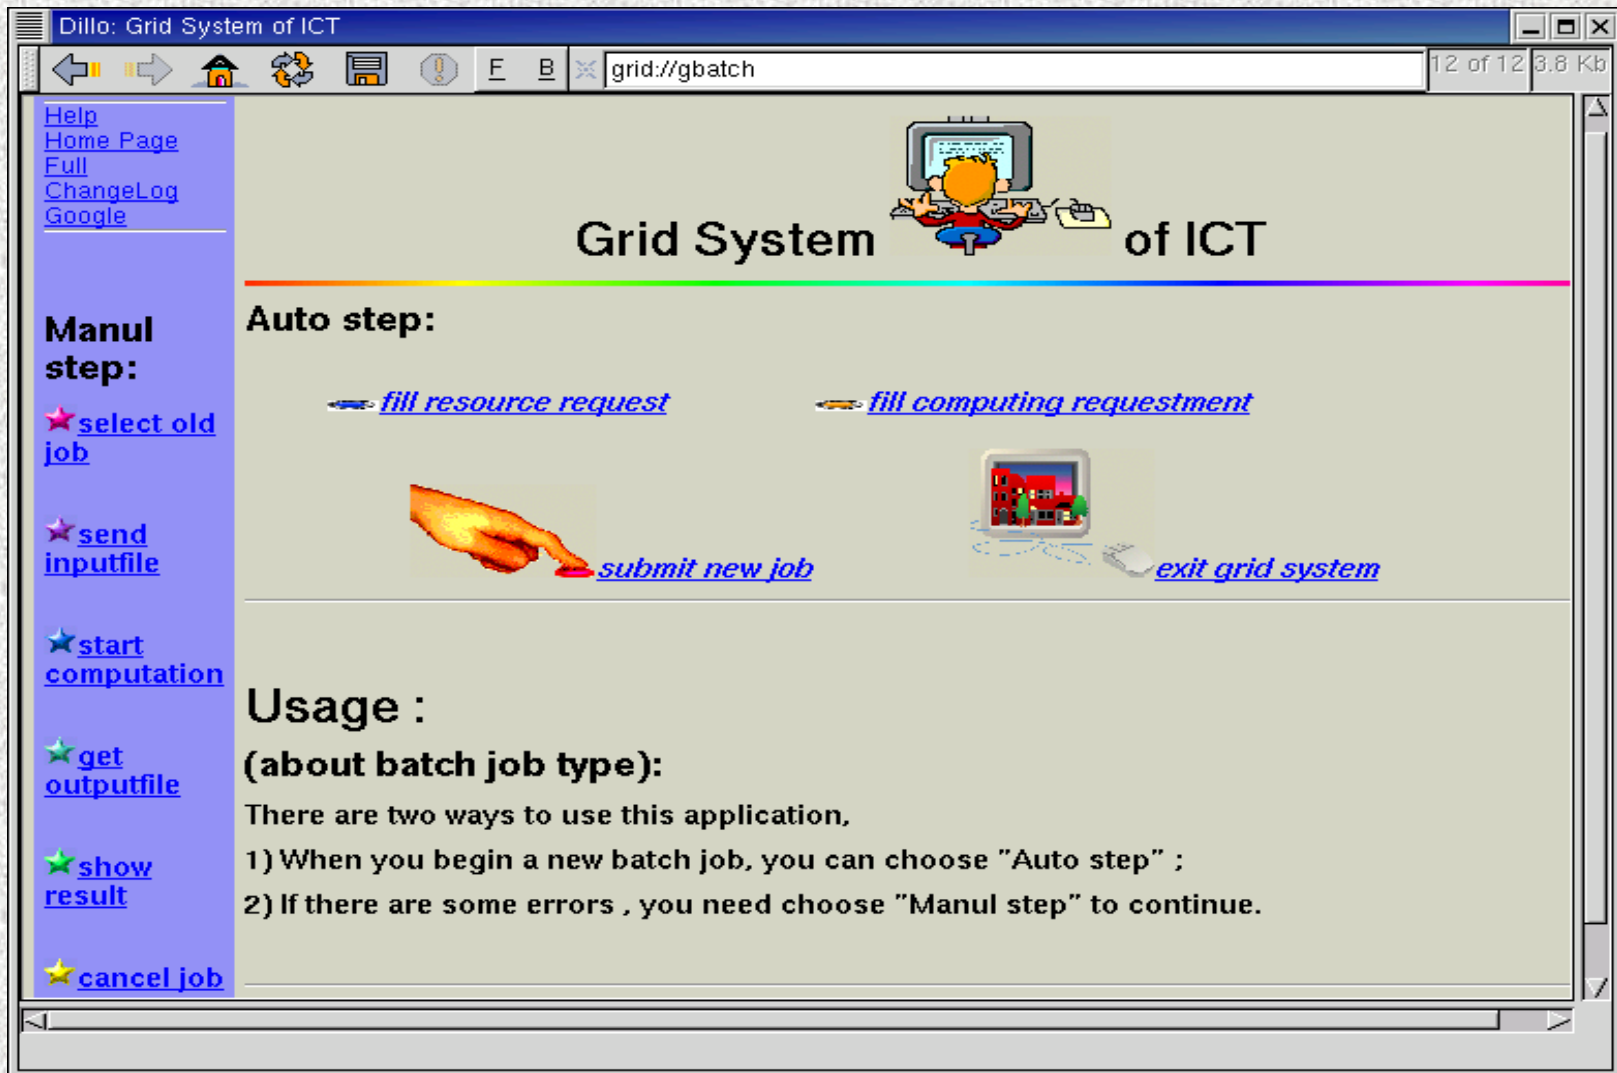 Dillo: Grid System of ICT
F B grid://gbatch 12 of 12 3.8 Kb
Help
Home Page
Full
ChangeLog
Google
Manul
step:
select old
job
send
inputfile
start
computation
get
outputfile
show
result
cancel job
Grid System of ICT
Auto step:
fill resource request fill computing requestment
submit new job exit grid system
Usage :
(about batch job type):
There are two ways to use this application,
1) When you begin a new batch job, you can choose "Auto step" ;
2) If there are some errors , you need choose "Manul step" to continue.